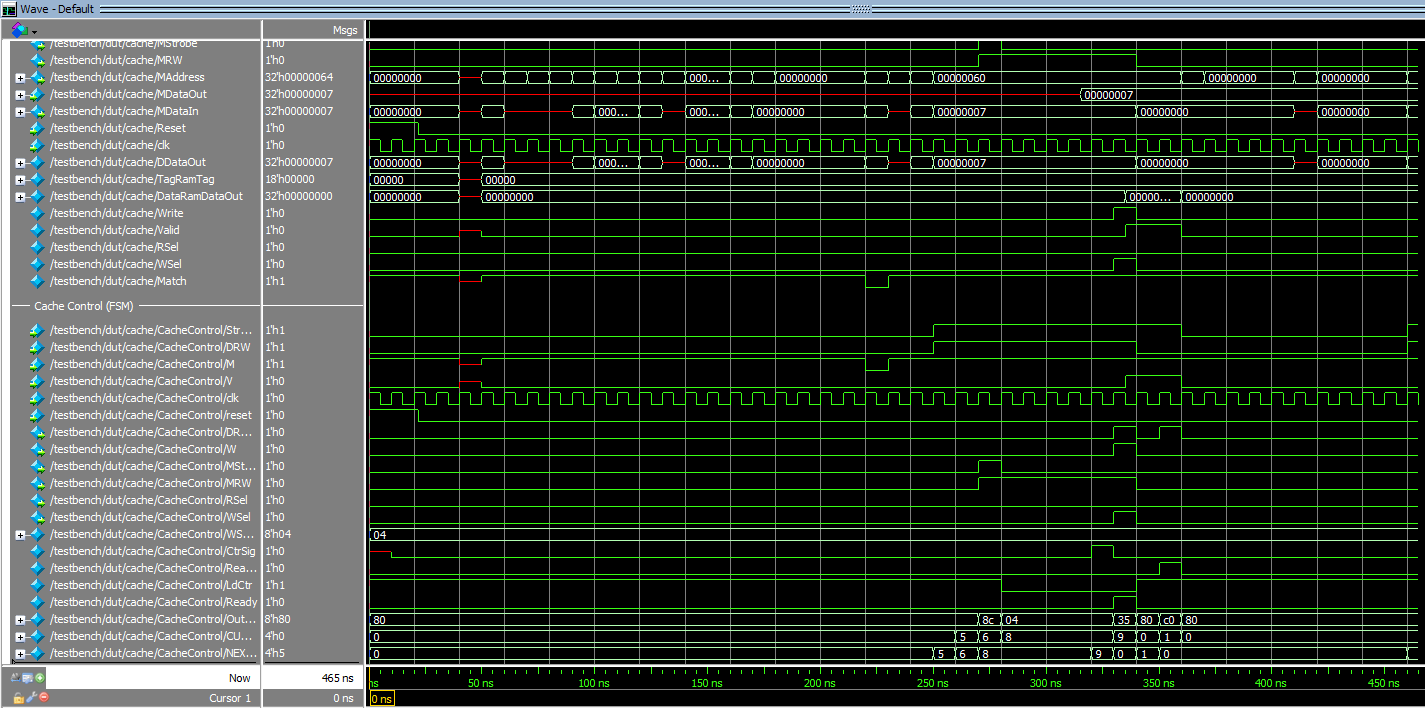 Wave - Default
Msgs
/testbench/dut/cache/MStrobe 1'h0
/testbench/dut/cache/MRW 1'h0
/testbench/dut/cache/MAddress 32'h00000064 00000000 000... 00000000 00000060 00000000 00000000
/testbench/dut/cache/MDataOut 32'h00000007 00000007
/testbench/dut/cache/MDataIn 32'h00000007 00000000 000... 000... 00000000 00000007 00000000 00000000
/testbench/dut/cache/Reset 1'h0
/testbench/dut/cache/clk 1'h0
/testbench/dut/cache/DDataOut 32'h00000007 00000000 000... 000... 00000000 00000007 00000000 00000000
/testbench/dut/cache/TagRamTag 18'h00000 00000 00000
/testbench/dut/cache/DataRamDataOut 32'h00000000 00000000 00000000 00000... 00000000
/testbench/dut/cache/Write 1'h0
/testbench/dut/cache/Valid 1'h0
/testbench/dut/cache/RSel 1'h0
/testbench/dut/cache/WSel 1'h0
/testbench/dut/cache/Match 1'h1
Cache Control (FSM)
/testbench/dut/cache/CacheControl/Str... 1'h1
/testbench/dut/cache/CacheControl/DRW 1'h1
/testbench/dut/cache/CacheControl/M 1'h1
/testbench/dut/cache/CacheControl/V 1'h0
/testbench/dut/cache/CacheControl/clk 1'h0
/testbench/dut/cache/CacheControl/reset 1'h0
/testbench/dut/cache/CacheControl/DR... 1'h0
/testbench/dut/cache/CacheControl/W 1'h0
/testbench/dut/cache/CacheControl/MSt... 1'h0
/testbench/dut/cache/CacheControl/MRW 1'h0
/testbench/dut/cache/CacheControl/RSel 1'h0
/testbench/dut/cache/CacheControl/WSel 1'h0
/testbench/dut/cache/CacheControl/WS... 8'h04 04
/testbench/dut/cache/CacheControl/CtrSig 1'h0
/testbench/dut/cache/CacheControl/Rea... 1'h0
/testbench/dut/cache/CacheControl/LdCtr 1'h1
/testbench/dut/cache/CacheControl/Ready 1'h0
/testbench/dut/cache/CacheControl/Out... 8'h80 80 8c 04 35 80 c0 80
/testbench/dut/cache/CacheControl/CU... 4'h0 0 5 6 8 9 0 1 0
/testbench/dut/cache/CacheControl/NEX... 4'h5 0 5 6 8 9 0 1 0
Now 465 ns ns 50 ns 100 ns 150 ns 200 ns 250 ns 300 ns 350 ns 400 ns 450 ns
Cursor 1 0 ns 0 ns